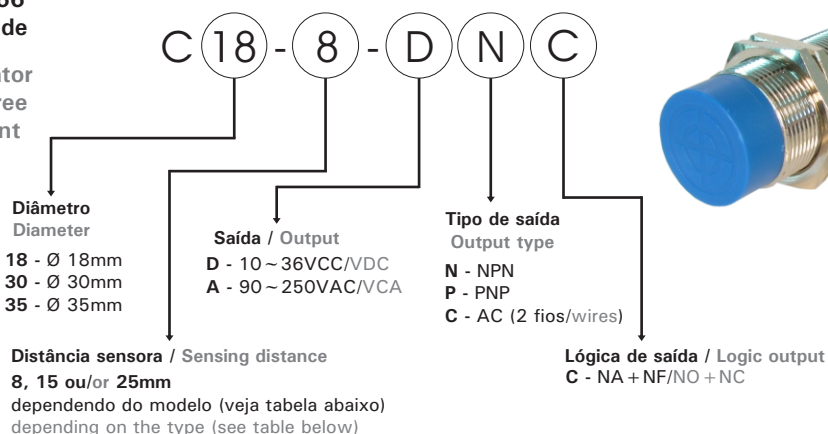 de
C 18 - 8 - D N C
Diâmetro
Diameter
18 - Ø 18mm
30 - Ø 30mm
35 - Ø 35mm
Saída / Output
D - 10~36VCC/VDC
A - 90~250VAC/VCA
Tipo de saída
Output type
N - NPN
P - PNP
C - AC (2 fios/wires)
Distância sensora / Sensing distance
8, 15 ou/or 25mm
dependendo do modelo (veja tabela abaixo)
depending on the type (see table below)
Lógica de saída / Logic output
C - NA+NF/NO+NC